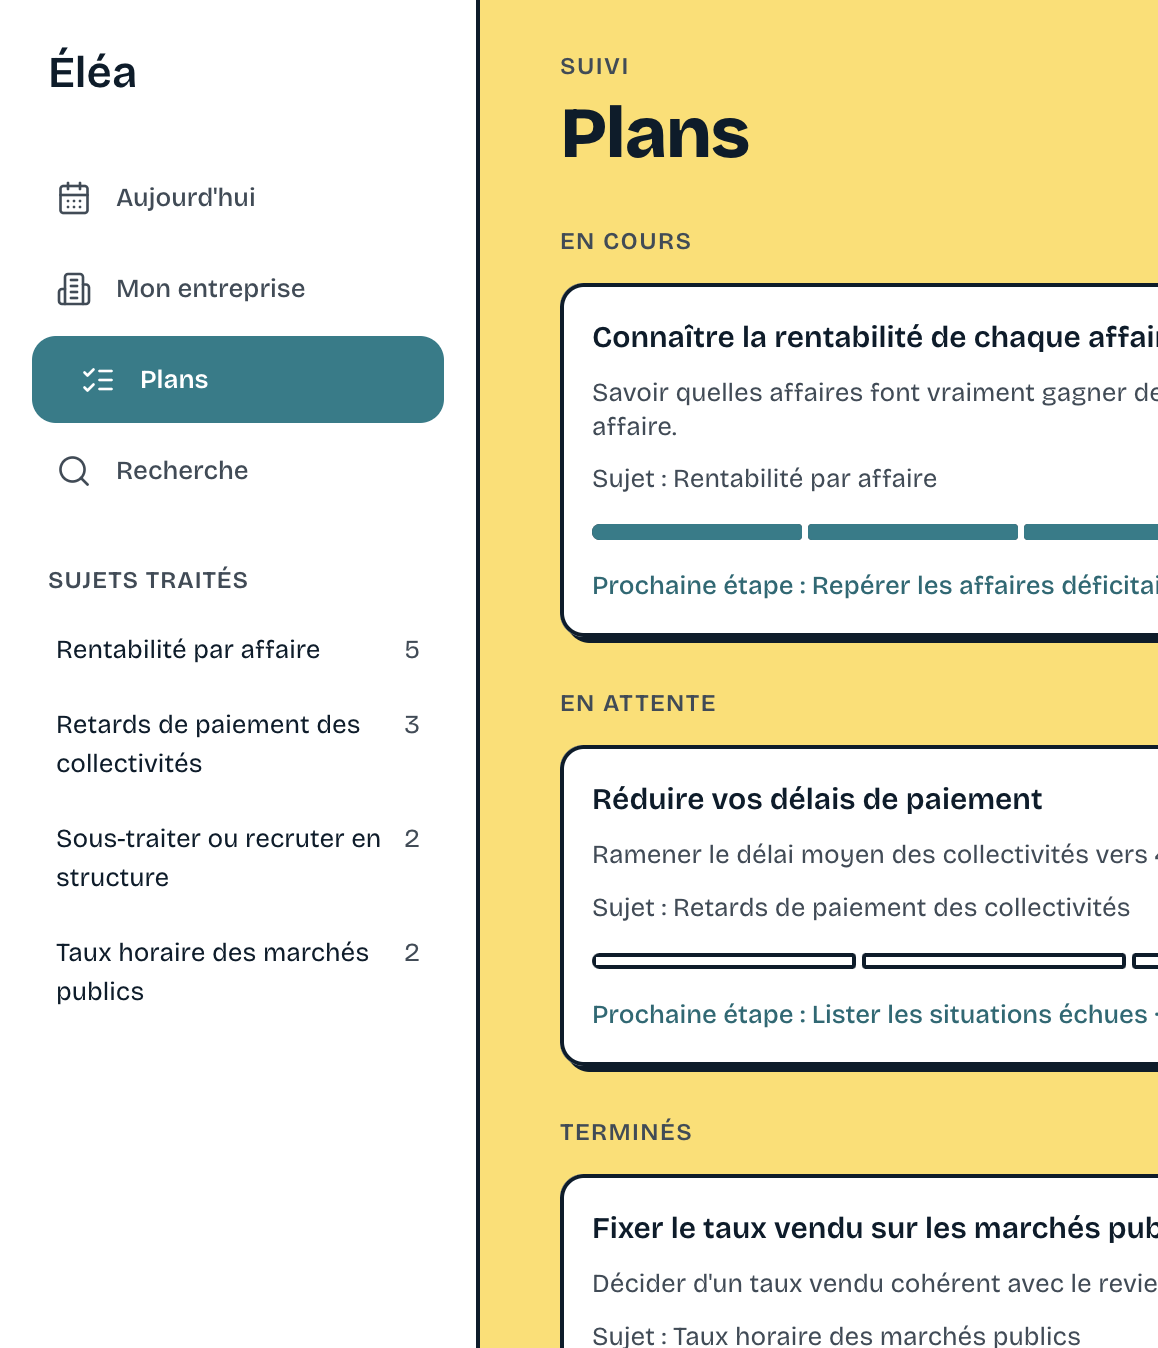 Éléa
Aujourd'hui
Mon entreprise
Plans
Recherche
SUJETS TRAITÉS
Rentabilité par affaire 5
Retards de paiement des 3
collectivités
Sous-traiter ou recruter en 2
structure
Taux horaire des marchés 2
publics
SUIVI
Plans
EN COURS
Connaître la rentabilité de chaque
Savoir quelles affaires font vraiment gagner
affaire.
Sujet : Rentabilité par affaire
Prochaine étape : Repérer les affaires
EN ATTENTE
Réduire vos délais de paiement
Ramener le délai moyen des collectivités vers
Sujet : Retards de paiement des collectivités
Prochaine étape : Lister les situations échues
TERMINÉS
Fixer le taux vendu sur les marchés
Décider d'un taux vendu cohérent avec le
Sujet : Taux horaire des marchés publics